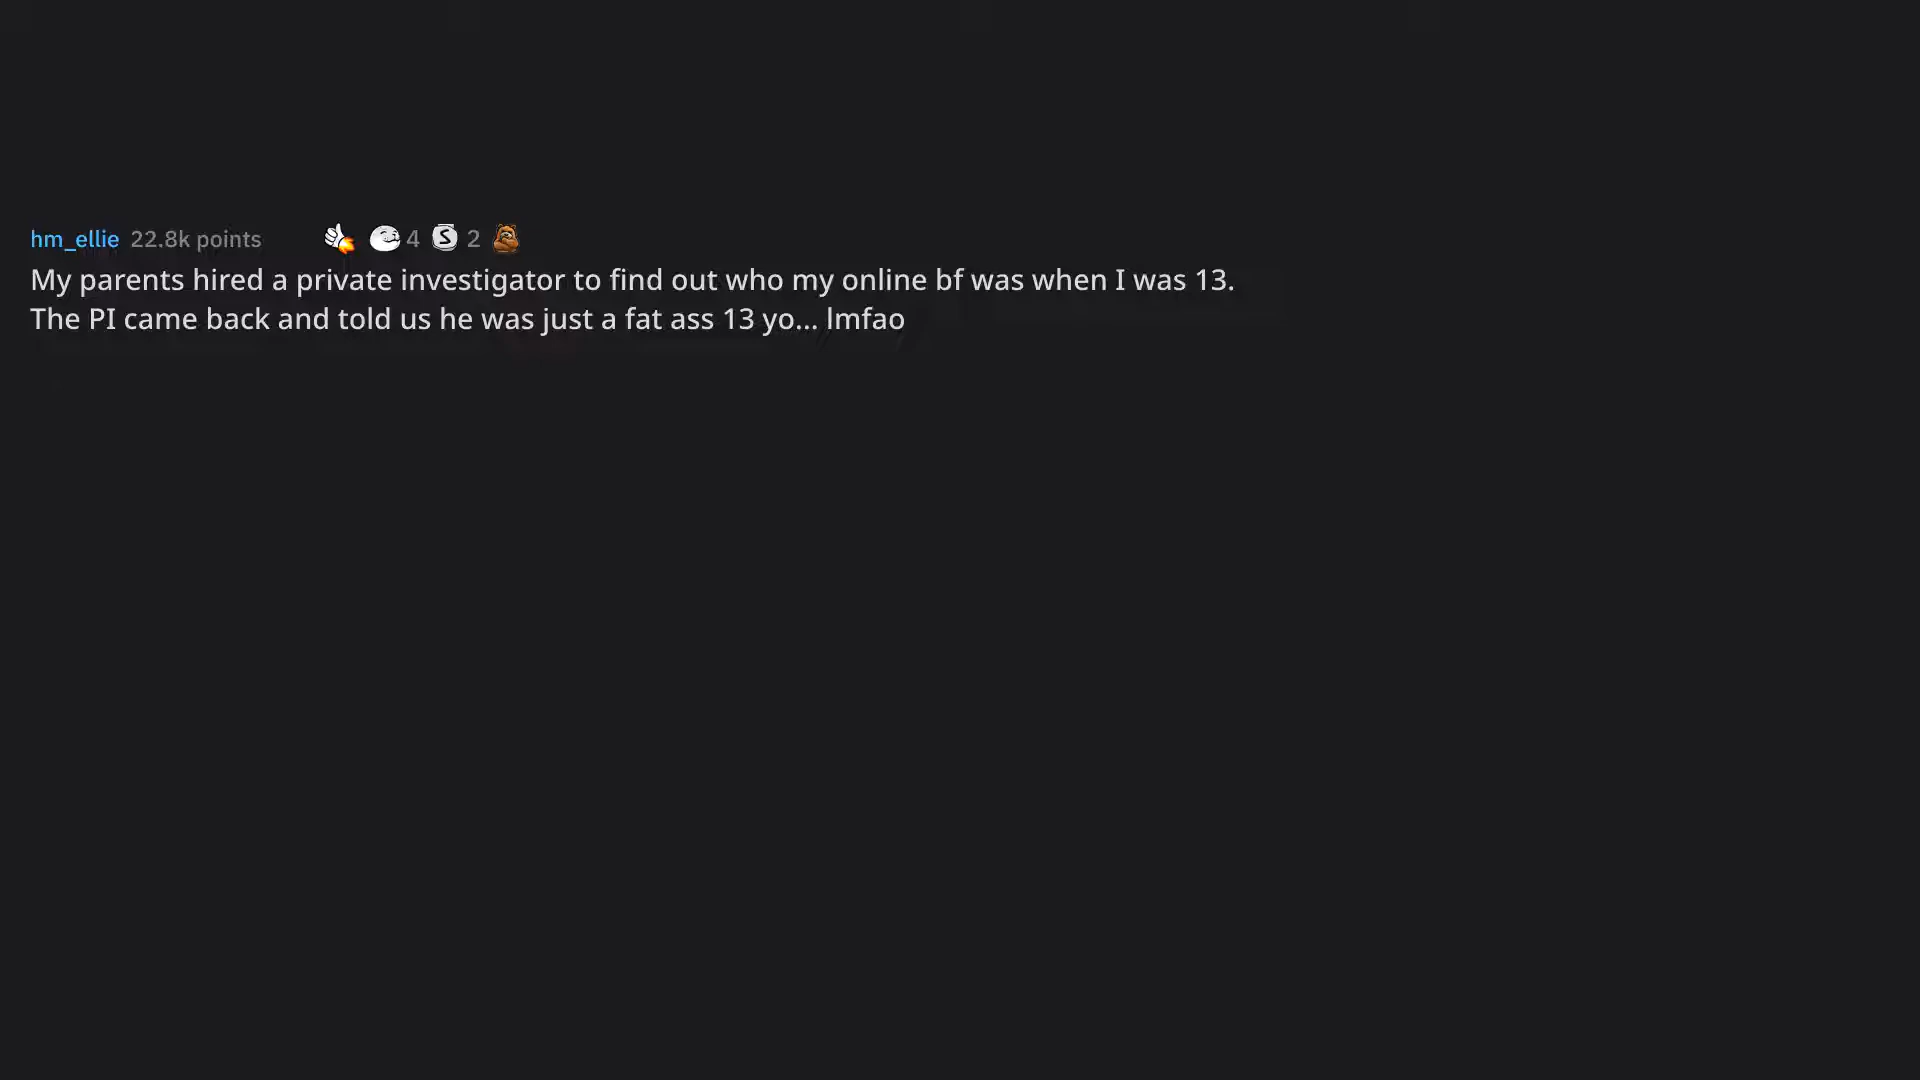 hm_ellie 22.8k points 4 S 2
My parents hired a private investigator to find out who my online bf was when I was 13.
The PI came back and told us he was just a fat ass 13 yo... lmfao